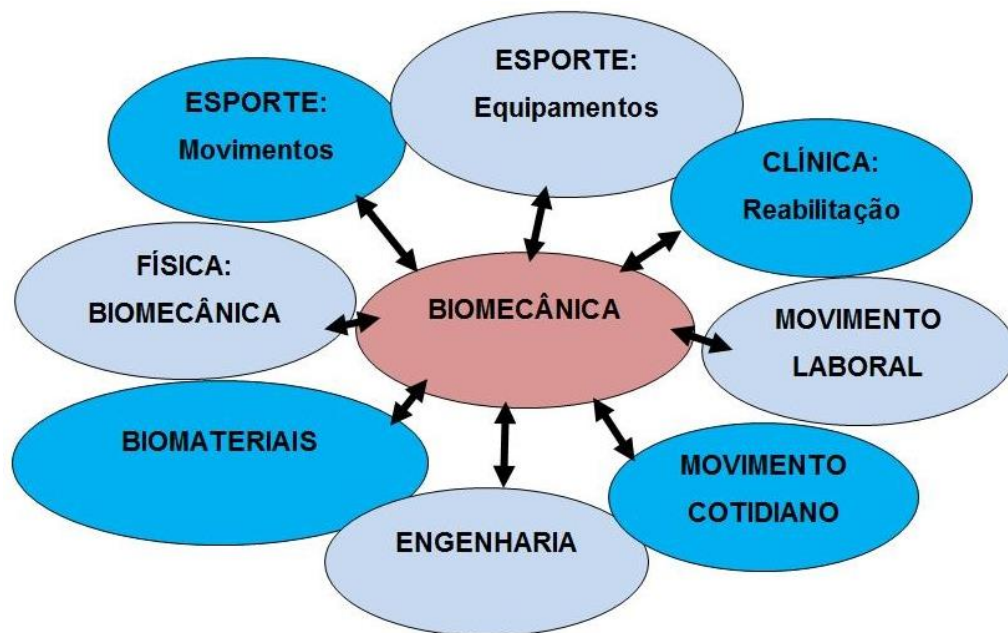 ESPORTE:
Equipamentos
ESPORTE:
Movimentos
CLÍNICA:
Reabilitação
FÍSICA:
BIOMECÂNICA
BIOMECÂNICA
MOVIMENTO
LABORAL
BIOMATERIAIS
MOVIMENTO
COTIDIANO
ENGENHARIA